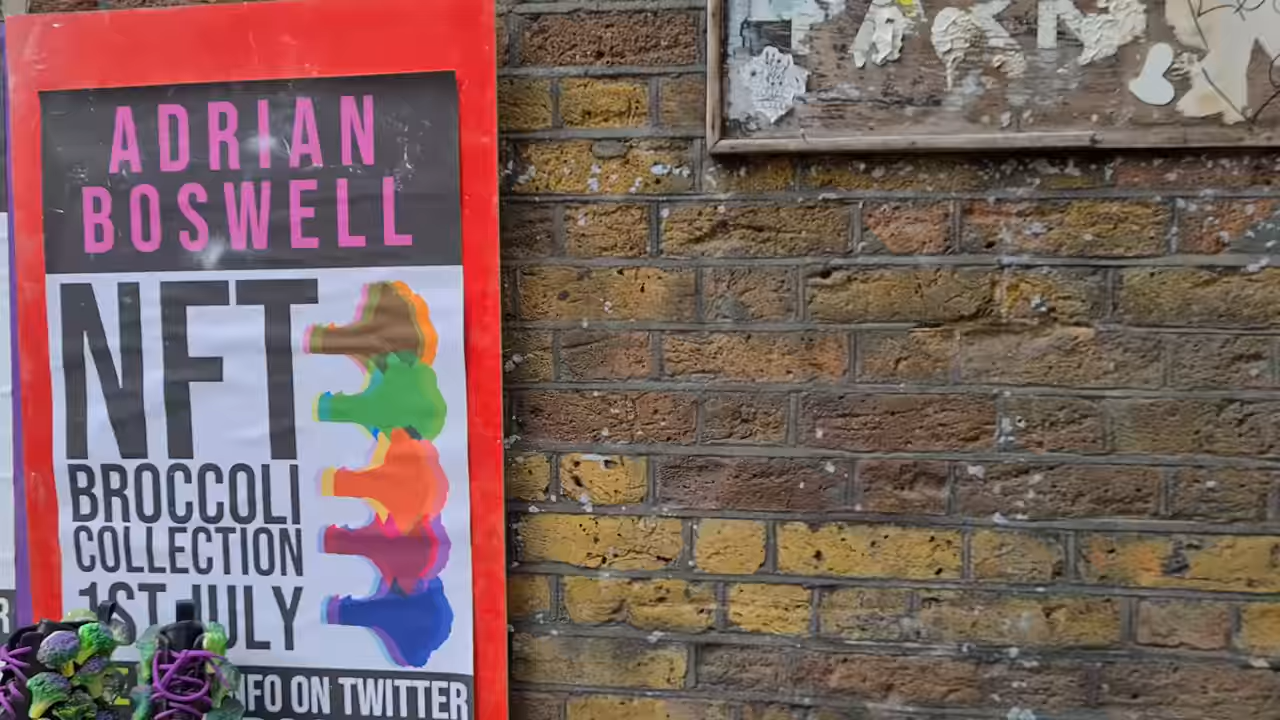 ADRIAN
BOSWELL
NFT
BROCCOLI
COLLECTION
1ST JULY
INFO ON TWITTER